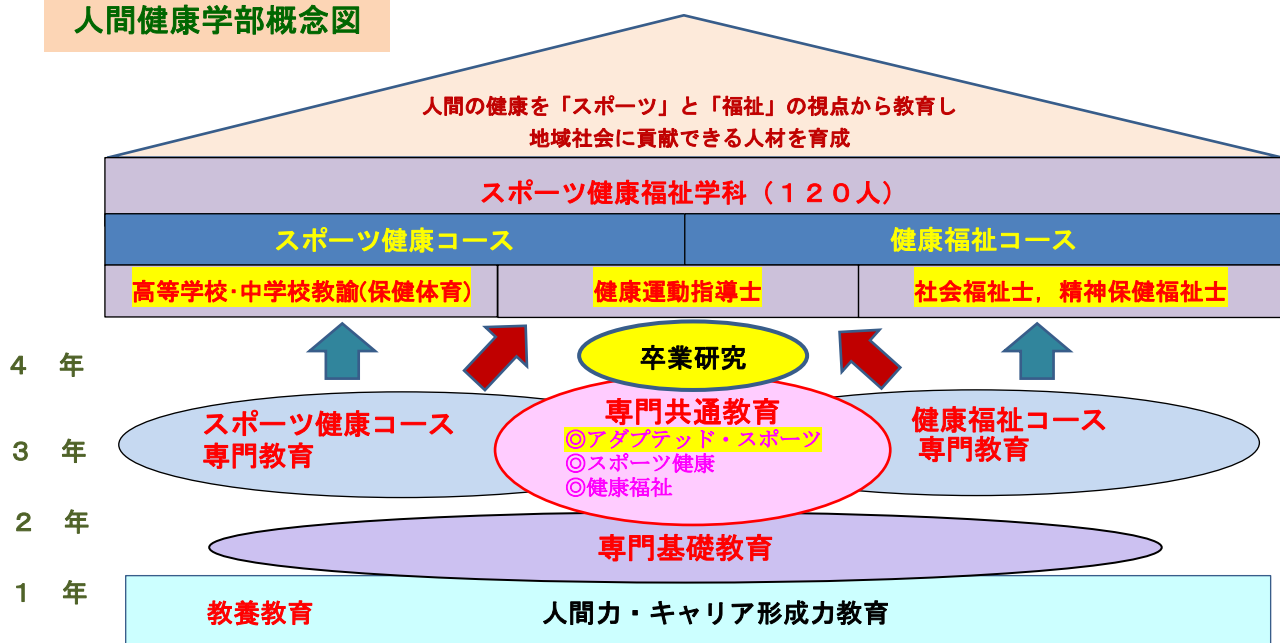 人間健康学部概念図
人間の健康を「スポーツ」と「福祉」の視点から教育し
地域社会に貢献できる人材を育成
スポーツ健康福祉学科（１２０人）
スポーツ健康コース
健康福祉コース
高等学校･中学校教諭(保健体育)
健康運動指導士
社会福祉士，精神保健福祉士
４　年
卒業研究
スポーツ健康コース
専門教育
専門共通教育
◎アダプテッド・スポーツ
◎スポーツ健康
◎健康福祉
健康福祉コース
専門教育
３　年
２　年
専門基礎教育
１　年
教養教育
人間力・キャリア形成力教育